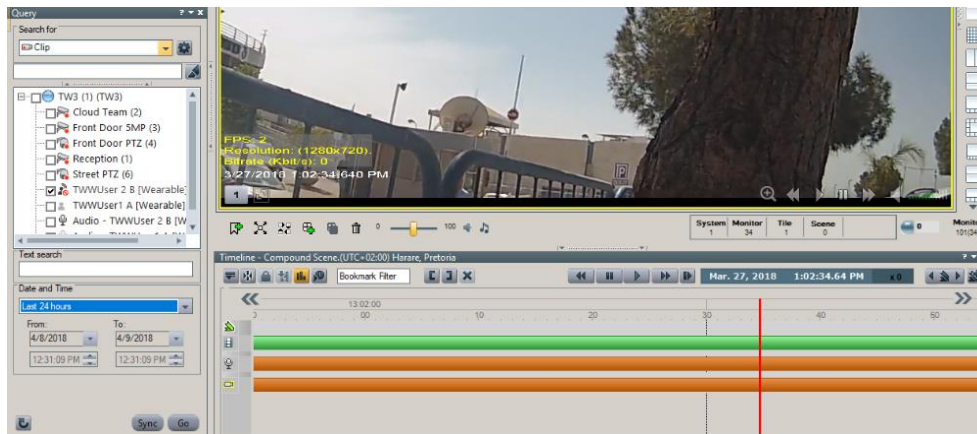 Query
Search for
Clip
TW3 (1) (TW3)
Cloud Team (2)
Front Door 5MP (3)
Front Door PTZ (4)
Reception (1)
Street PTZ (6)
TWWUser 2 B [Wearable]
TWWUser1 A [Wearable]
Audio - TWWUser 2 B [W
Text search
Date and Time
Last 24 hours
From: To:
4/8/2018 4/9/2018
12:31:09 PM 12:31:09 PM
Sync Go
FPS: 2
Resolution: (1280x720).
Bitrate (Kbit/s): 0
3/27/2018 1:02:34:640 PM
1
P
0 100
System Monitor Tile Scene
1 34 1 0
0
Monito
101(34
Timeline - Compound Scene.(UTC+02:00) Harare, Pretoria
Bookmark Filter
Mar. 27, 2018 1:02:34.64 PM x 0
13:02:00
00 10 20 30 40 50